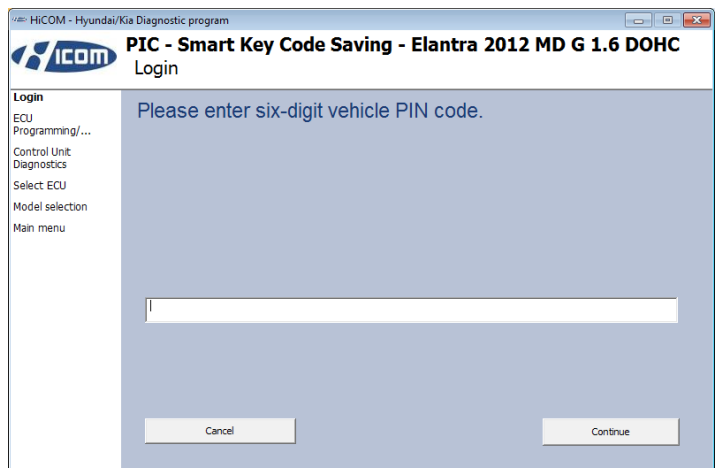 HiCOM - Hyundai/Kia Diagnostic program
Hicom
PIC - Smart Key Code Saving - Elantra 2012 MD G 1.6 DOHC
Login
Login
ECU
Programming/...
Control Unit
Diagnostics
Select ECU
Model selection
Main menu
Please enter six-digit vehicle PIN code.
Cancel
Continue